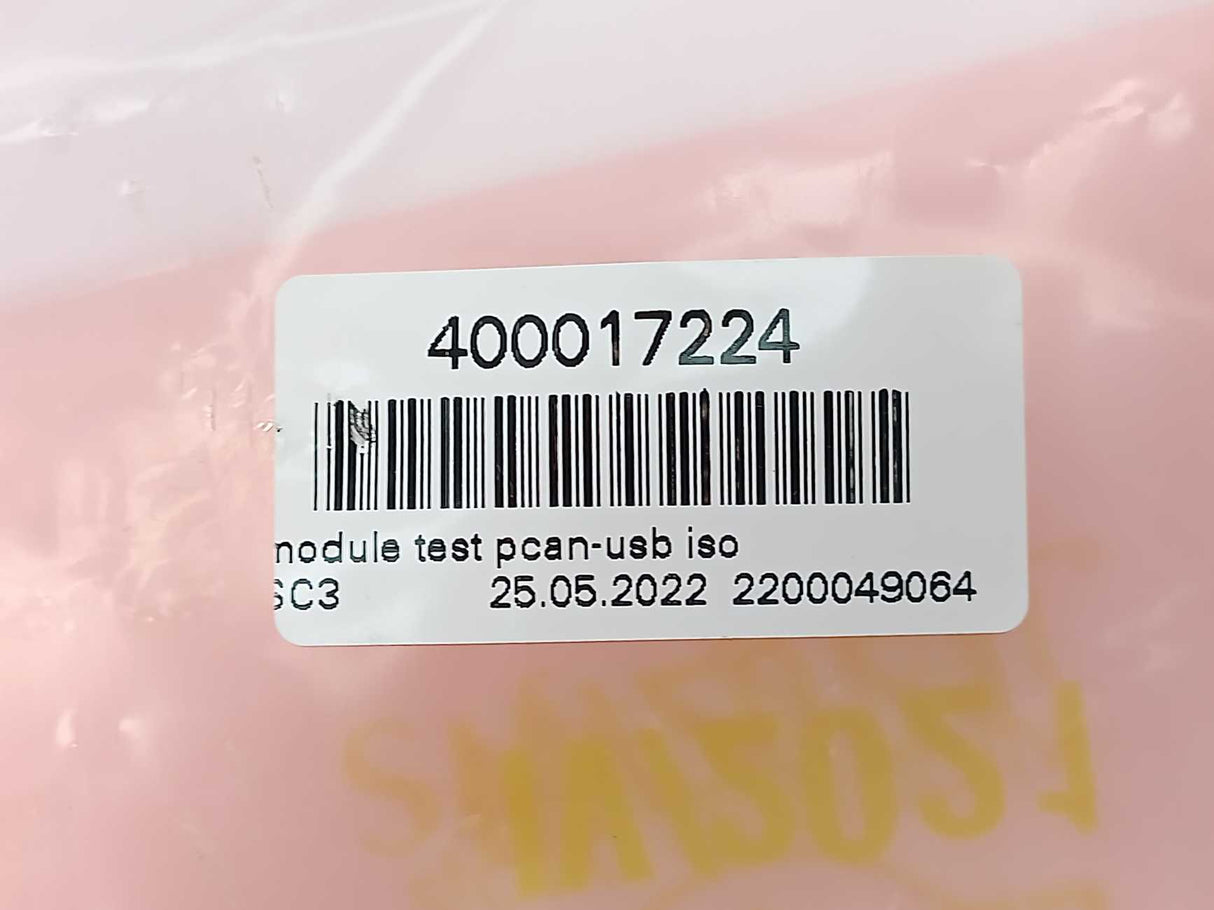 400017224
module test pcan-usb iso
SC3 25.05.2022 2200049064